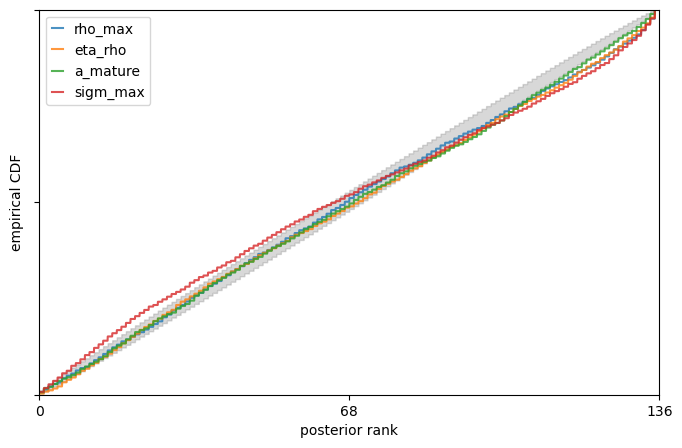 rho_max
eta_rho
a_mature
sigm_max
empirical CDF
0
68
136
posterior rank